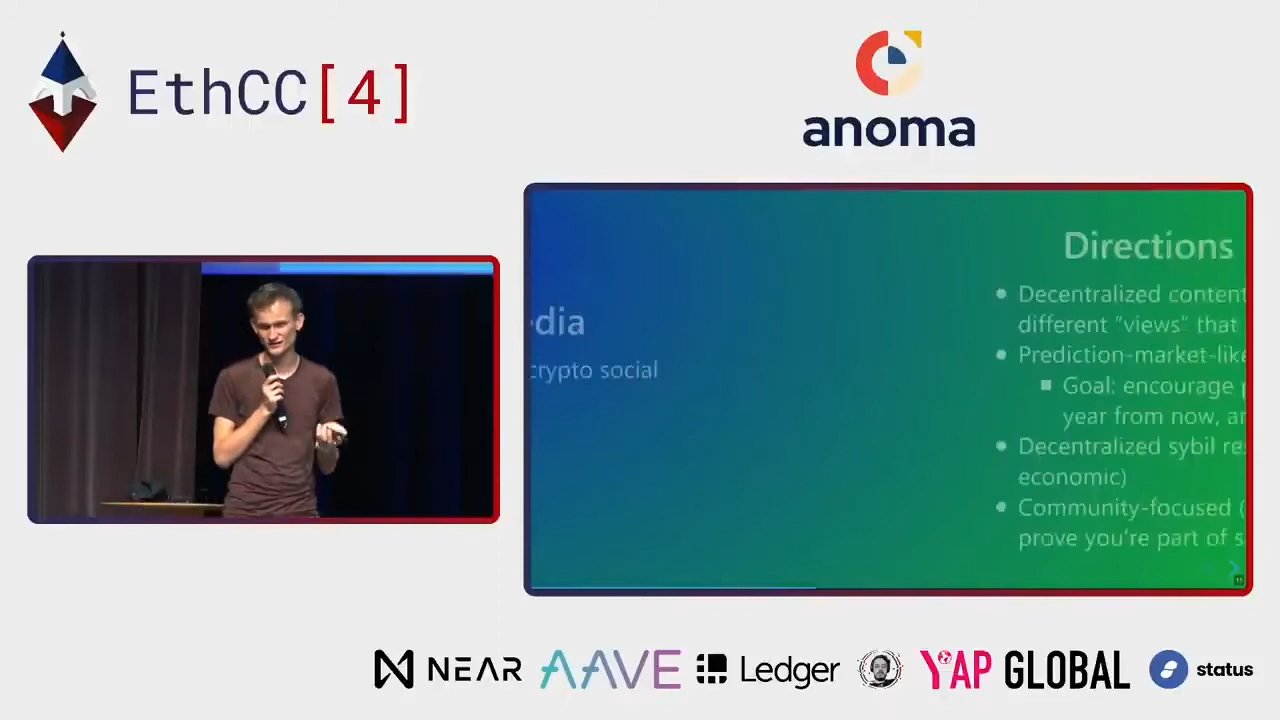 EthCC[4]
anoma
dia
crypto social
Directions
Decentralized content
different "views" that
Prediction-market-like
Goal: encourage
year from now, an
Decentralized sybil re
economic)
Community-focused (
prove you're part of s
NEAR AAVE Ledger YAP GLOBAL status